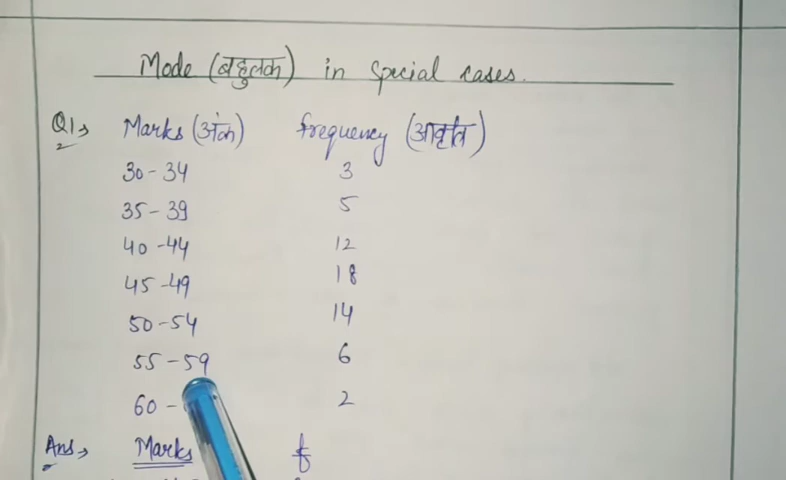 Mode (बहुलक) in Special cases.
Q1→ Marks (अंक) frequency (आवृत्ति)
30 - 34 3
35 - 39 5
40 - 44 12
45 - 49 18
50 - 54 14
55 - 59 6
60 - 2
Ans→ Marks f